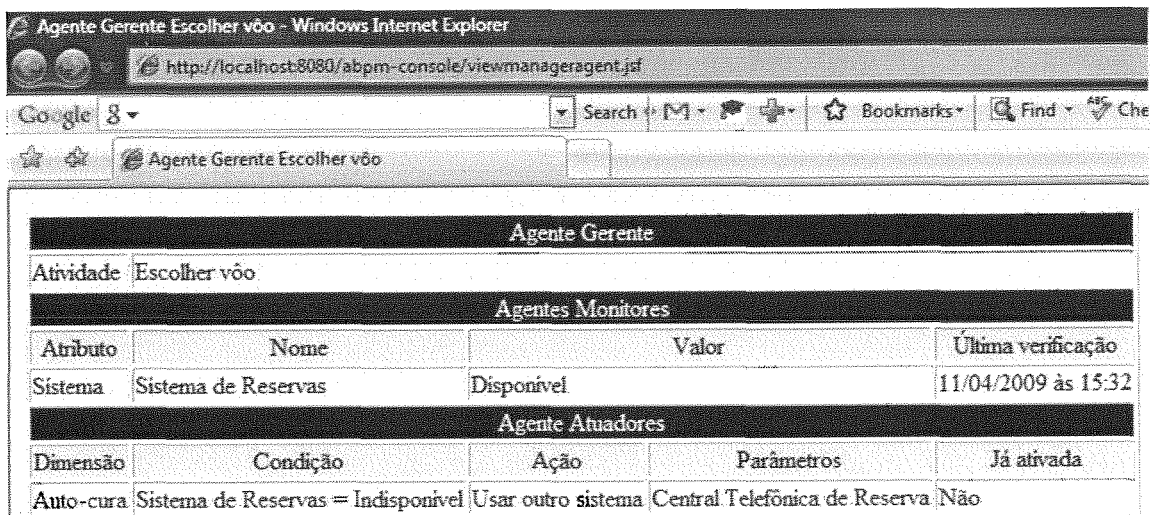 Agente Gerente Escolher vôo - Windows Internet Explorer
http://localhost:8080/abpm-console/viewmanageragent.jsf
Google Search Bookmarks Find Che
Agente Gerente Escolher vôo
Agente Gerente
Atividade Escolher vôo
Agentes Monitores
Atributo Nome Valor Última verificação
Sistema Sistema de Reservas Disponível 11/04/2009 às 15:32
Agente Atuadores
Dimensão Condição Ação Parâmetros Já ativada
Auto-cura Sistema de Reservas = Indisponível Usar outro sistema Central Telefônica de Reserva Não